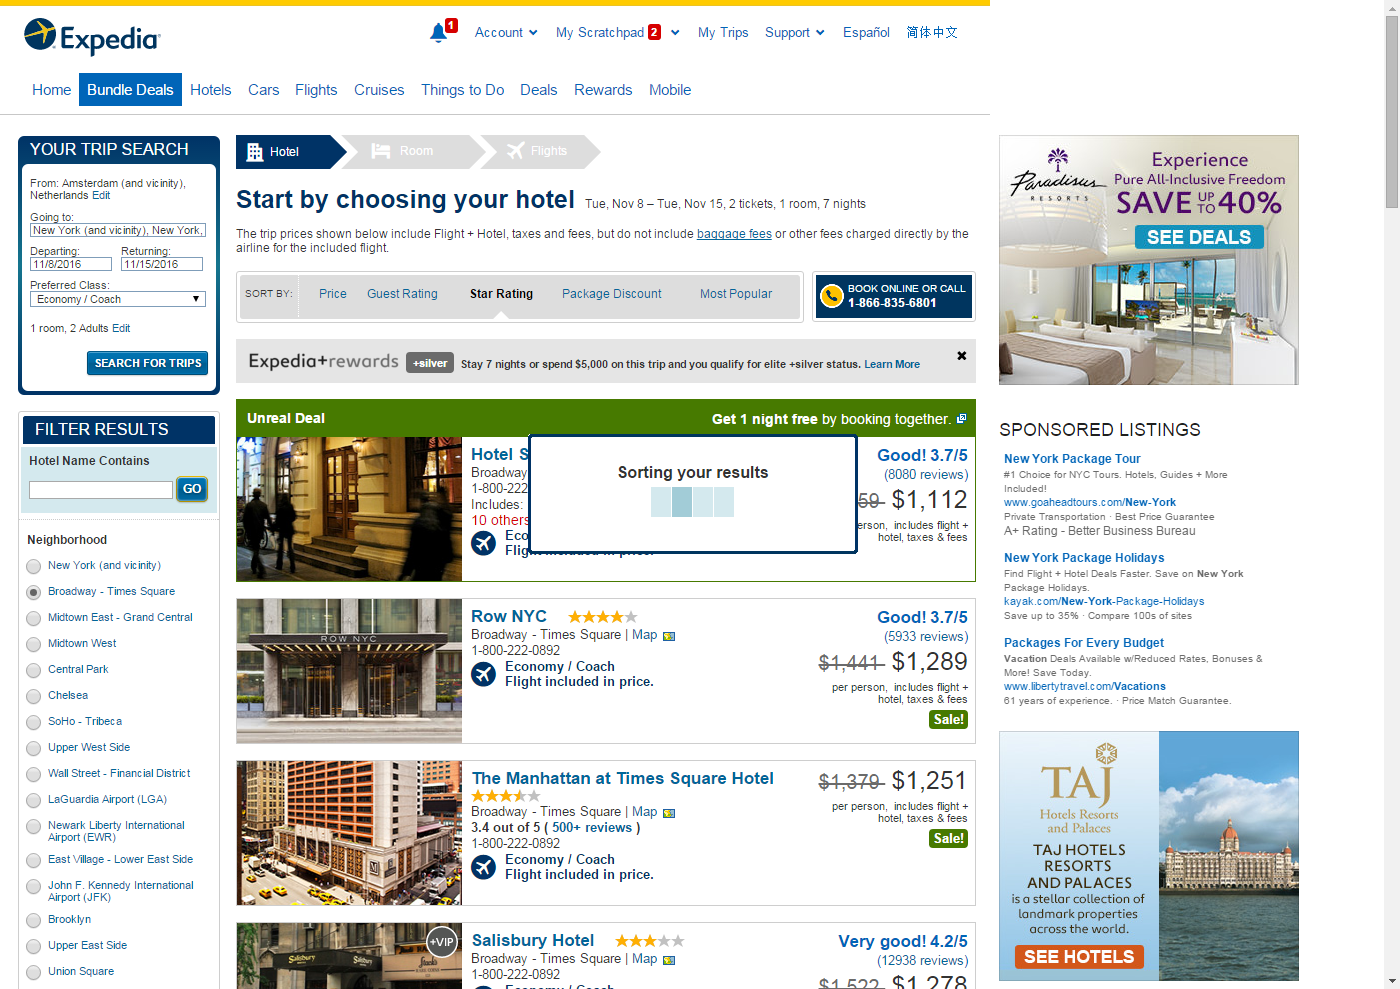 Expedia
1
Account
My Scratchpad 2
My Trips
Support
Español
简体中文
Home
Bundle Deals
Hotels
Cars
Flights
Cruises
Things to Do
Deals
Rewards
Mobile
YOUR TRIP SEARCH
From: Amsterdam (and vicinity),
Netherlands Edit
Going to:
New York (and vicinity), New York,
Departing:
Returning:
11/8/2016
11/15/2016
Preferred Class:
Economy / Coach
1 room, 2 Adults Edit
SEARCH FOR TRIPS
FILTER RESULTS
Hotel Name Contains
GO
Neighborhood
New York (and vicinity)
Broadway - Times Square
Midtown East - Grand Central
Midtown West
Central Park
Chelsea
SoHo - Tribeca
Upper West Side
Wall Street - Financial District
LaGuardia Airport (LGA)
Newark Liberty International
Airport (EWR)
East Village - Lower East Side
John F. Kennedy International
Airport (JFK)
Brooklyn
Upper East Side
Union Square
Hotel
Room
Flights
Start by choosing your hotel
Tue, Nov 8 – Tue, Nov 15, 2 tickets, 1 room, 7 nights
The trip prices shown below include Flight + Hotel, taxes and fees, but do not include baggage fees or other fees charged directly by the
airline for the included flight.
SORT BY:
Price
Guest Rating
Star Rating
Package Discount
Most Popular
BOOK ONLINE OR CALL
1-866-835-6801
Expedia+rewards
+silver
Stay 7 nights or spend $5,000 on this trip and you qualify for elite +silver status. Learn More
Unreal Deal
Get 1 night free by booking together.
Hotel S
Broadway
1-800-222
Includes:
10 others
Eco
Flight included in price.
Good! 3.7/5
(8080 reviews)
59 $1,112
person, includes flight +
hotel, taxes & fees
Sorting your results
ROW NYC
Row NYC
Broadway - Times Square | Map
1-800-222-0892
Economy / Coach
Flight included in price.
Good! 3.7/5
(5933 reviews)
$1,441 $1,289
per person, includes flight +
hotel, taxes & fees
Sale!
The Manhattan at Times Square Hotel
Broadway - Times Square | Map
3.4 out of 5 ( 500+ reviews )
1-800-222-0892
Economy / Coach
Flight included in price.
$1,379 $1,251
per person, includes flight +
hotel, taxes & fees
Sale!
+VIP
Salisbury
Salisbury Hotel
Broadway - Times Square | Map
1-800-222-0892
Economy / Coach
Very good! 4.2/5
(12938 reviews)
$1,522 $1,278
Paradisus
RESORTS
Experience
Pure All-Inclusive Freedom
SAVE UP TO 40%
SEE DEALS
SPONSORED LISTINGS
New York Package Tour
#1 Choice for NYC Tours. Hotels, Guides + More
Included!
www.goaheadtours.com/New-York
Private Transportation · Best Price Guarantee
A+ Rating - Better Business Bureau
New York Package Holidays
Find Flight + Hotel Deals Faster. Save on New York
Package Holidays.
kayak.com/New-York-Package-Holidays
Save up to 35% · Compare 100s of sites
Packages For Every Budget
Vacation Deals Available w/Reduced Rates, Bonuses &
More! Save Today.
www.libertytravel.com/Vacations
61 years of experience. · Price Match Guarantee.
TAJ
Hotels Resorts
and Palaces
TAJ HOTELS
RESORTS
AND PALACES
is a stellar collection of
landmark properties
across the world.
SEE HOTELS